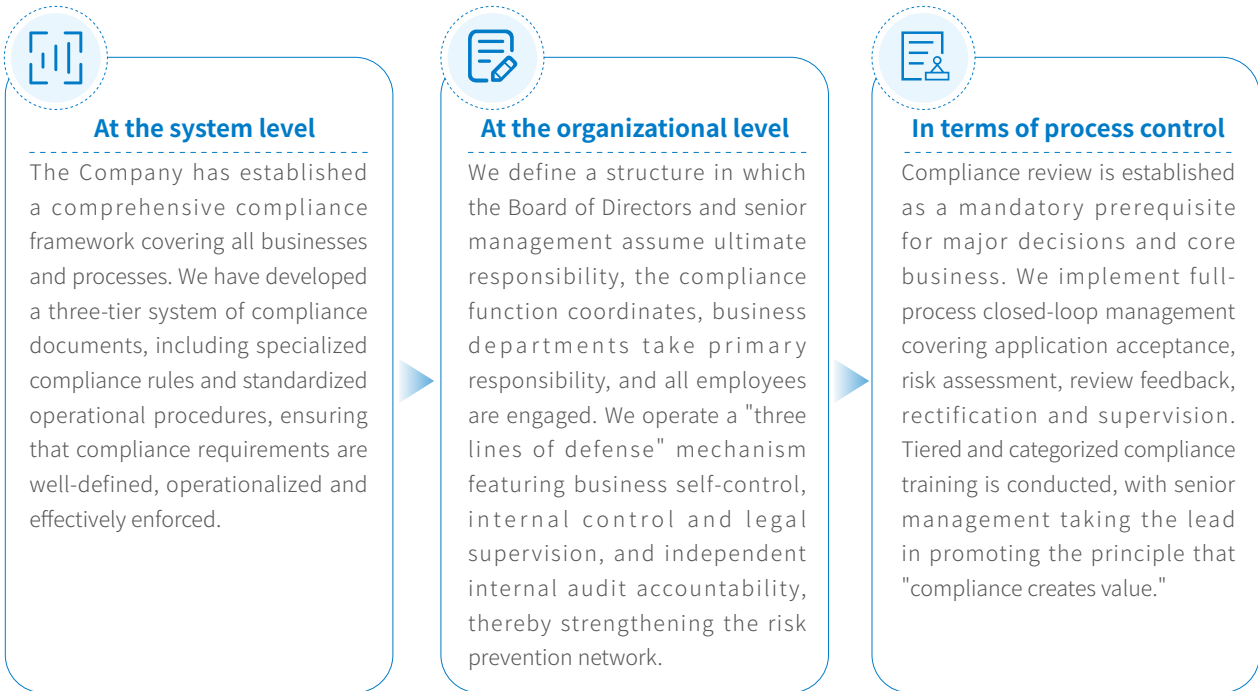 At the system level
The Company has established
a comprehensive compliance
framework covering all businesses
and processes. We have developed
a three-tier system of compliance
documents, including specialized
compliance rules and standardized
operational procedures, ensuring
that compliance requirements are
well-defined, operationalized and
effectively enforced.
At the organizational level
We define a structure in which
the Board of Directors and senior
management assume ultimate
responsibility, the compliance
function coordinates, business
departments take primary
responsibility, and all employees
are engaged. We operate a "three
lines of defense" mechanism
featuring business self-control,
internal control and legal
supervision, and independent
internal audit accountability,
thereby strengthening the risk
prevention network.
In terms of process control
Compliance review is established
as a mandatory prerequisite
for major decisions and core
business. We implement full-
process closed-loop management
covering application acceptance,
risk assessment, review feedback,
rectification and supervision.
Tiered and categorized compliance
training is conducted, with senior
management taking the lead
in promoting the principle that
"compliance creates value."